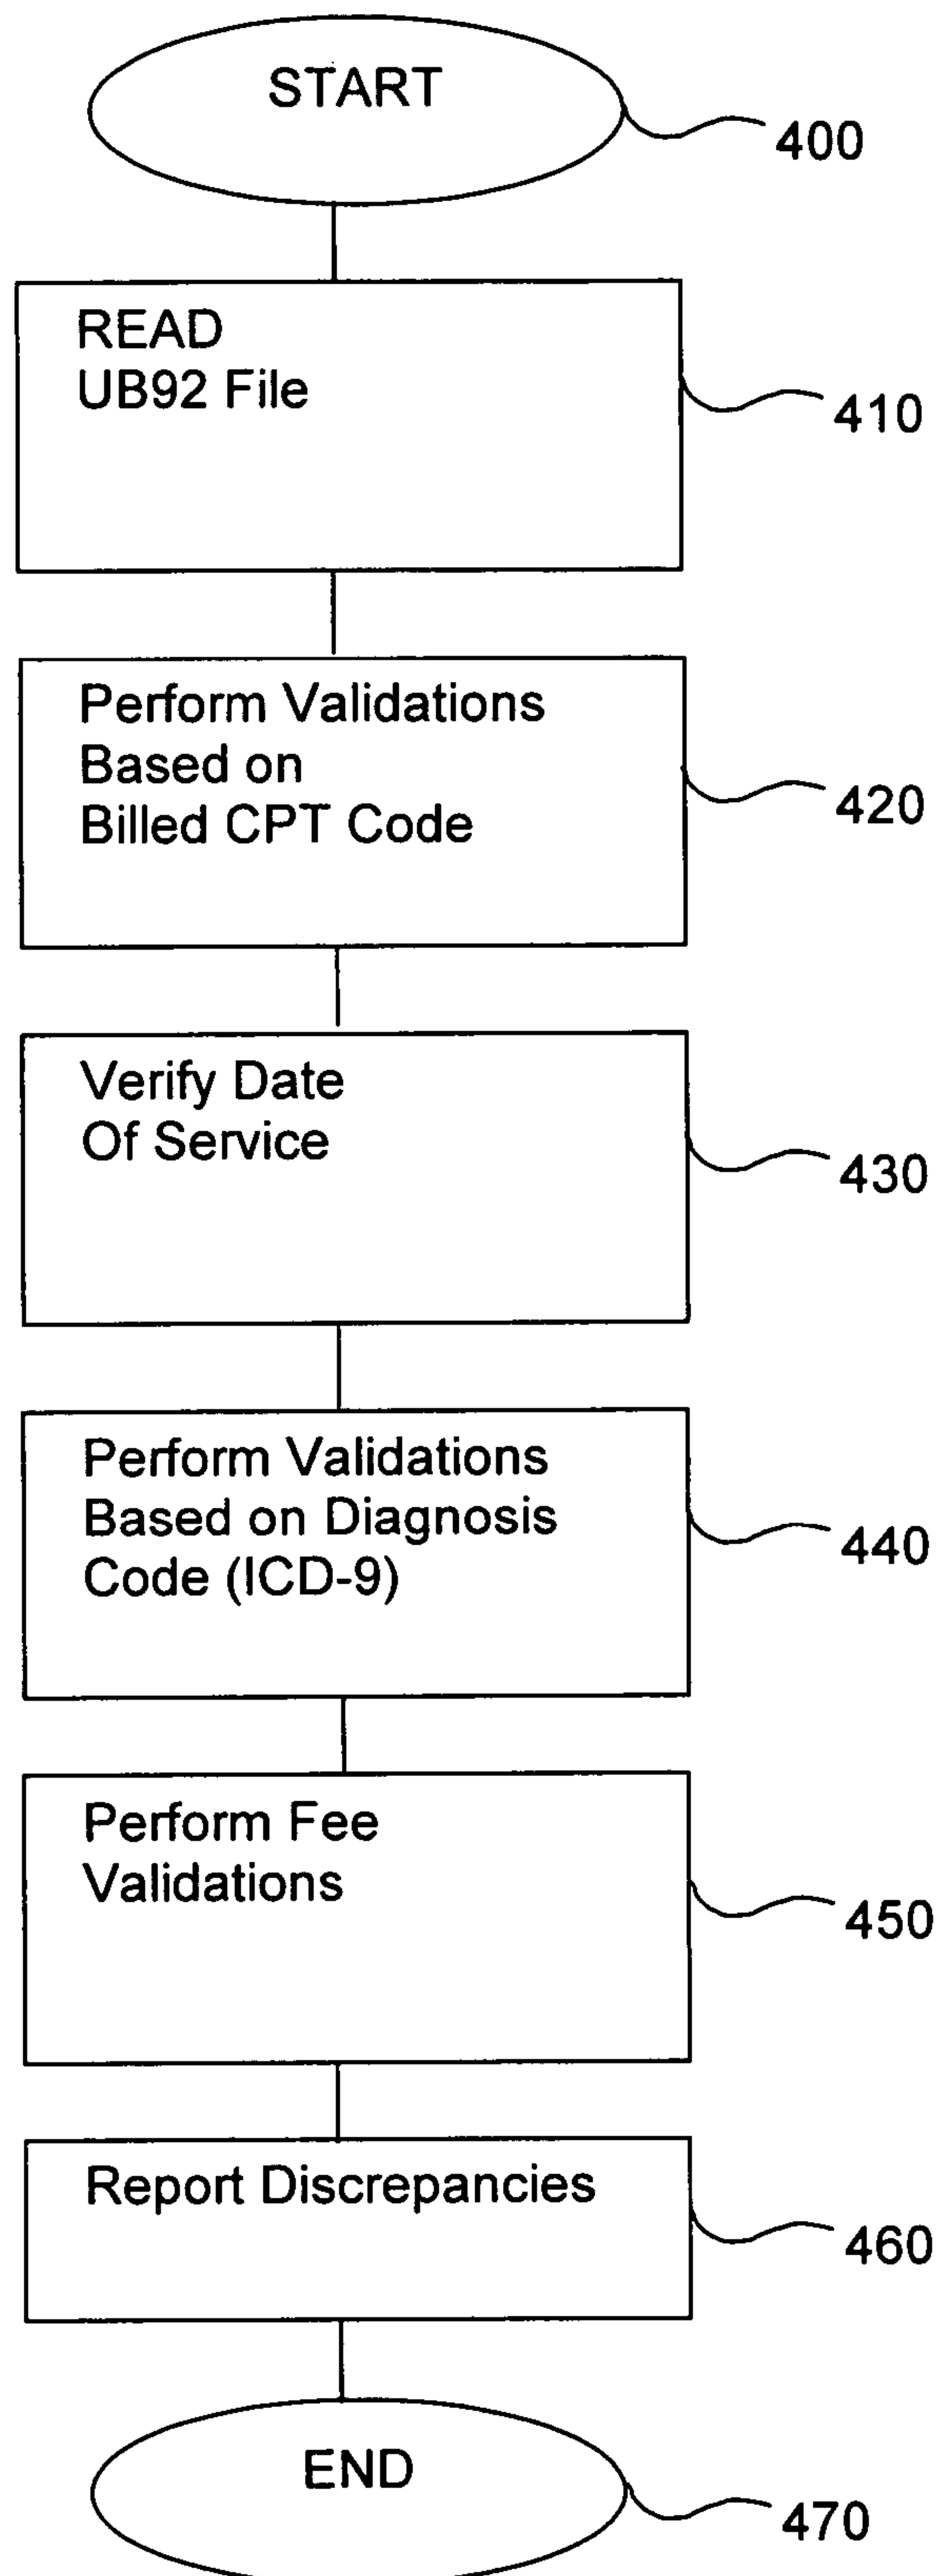 START
400
READ
UB92 File
410
Perform Validations
Based on
Billed CPT Code
420
Verify Date
Of Service
430
Perform Validations
Based on Diagnosis
Code (ICD-9)
440
Perform Fee
Validations
450
Report Discrepancies
460
END
470